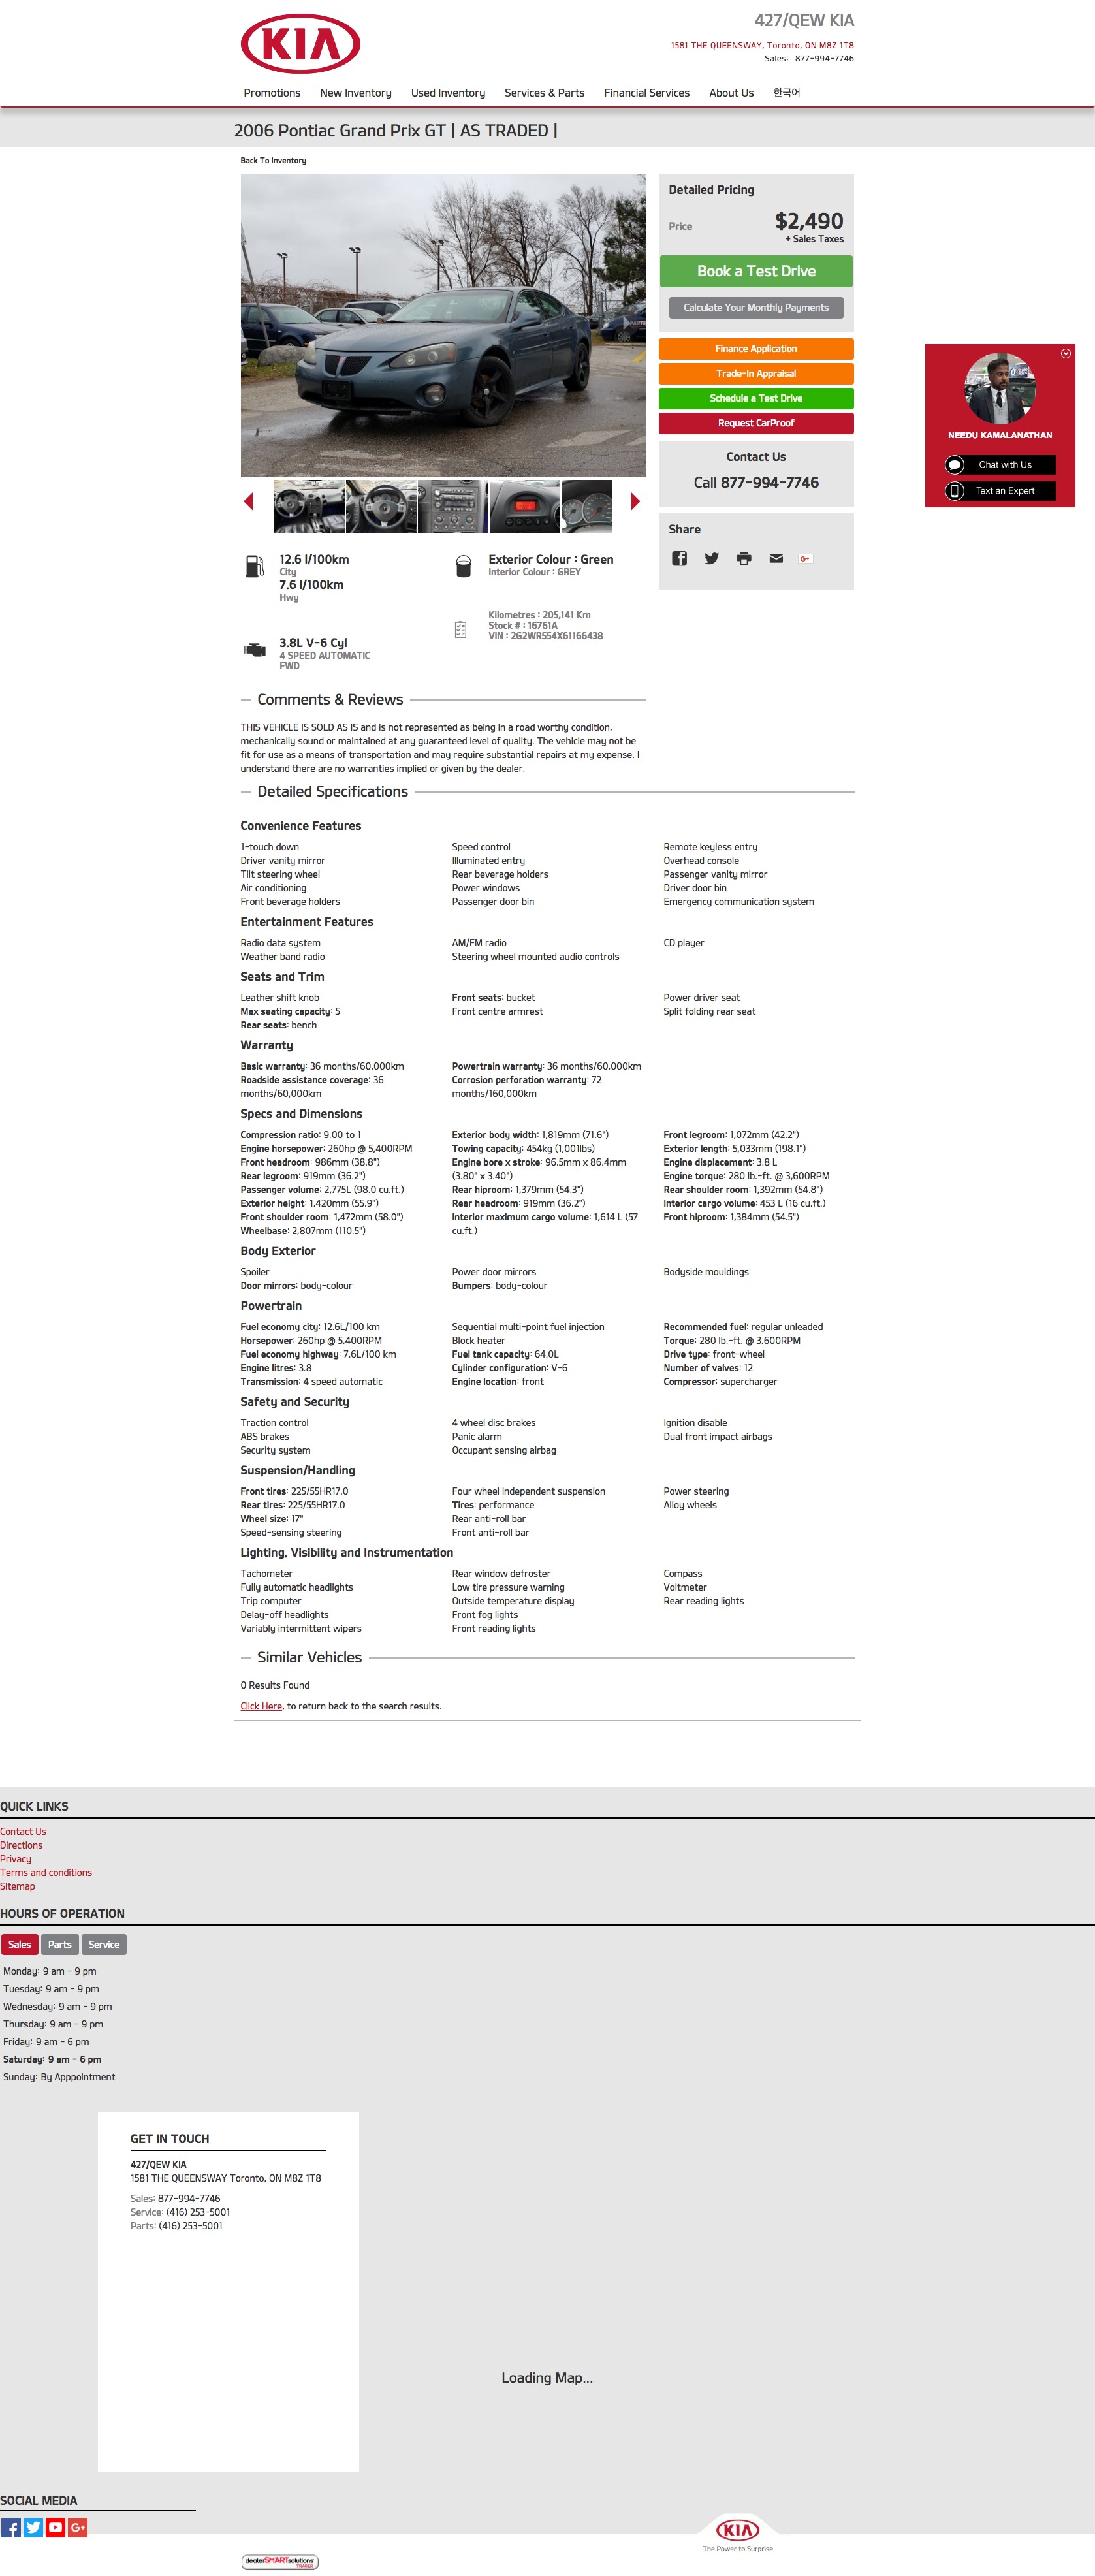 KIA
427/QEW KIA
1581 THE QUEENSWAY, Toronto, ON M8Z 1T8
Sales: 877-994-7746
Promotions New Inventory Used Inventory Services & Parts Financial Services About Us 한국어
2006 Pontiac Grand Prix GT | AS TRADED |
Back To Inventory
Detailed Pricing
Price $2,490
+ Sales Taxes
Book a Test Drive
Calculate Your Monthly Payments
Finance Application
Trade-In Appraisal
Schedule a Test Drive
Request CarProof
Contact Us
Call 877-994-7746
Share
NEEDU KAMALANATHAN
Chat with Us
Text an Expert
12.6 l/100km
City
7.6 l/100km
Hwy
Exterior Colour : Green
Interior Colour : GREY
3.8L V-6 Cyl
4 SPEED AUTOMATIC
FWD
Kilometres : 205,141 Km
Stock # : 16761A
VIN : 2G2WR554X61166438
Comments & Reviews
THIS VEHICLE IS SOLD AS IS and is not represented as being in a road worthy condition,
mechanically sound or maintained at any guaranteed level of quality. The vehicle may not be
fit for use as a means of transportation and may require substantial repairs at my expense. I
understand there are no warranties implied or given by the dealer.
Detailed Specifications
Convenience Features
1-touch down Speed control Remote keyless entry
Driver vanity mirror Illuminated entry Overhead console
Tilt steering wheel Rear beverage holders Passenger vanity mirror
Air conditioning Power windows Driver door bin
Front beverage holders Passenger door bin Emergency communication system
Entertainment Features
Radio data system AM/FM radio CD player
Weather band radio Steering wheel mounted audio controls
Seats and Trim
Leather shift knob Front seats: bucket Power driver seat
Max seating capacity: 5 Front centre armrest Split folding rear seat
Rear seats: bench
Warranty
Basic warranty: 36 months/60,000km Powertrain warranty: 36 months/60,000km
Roadside assistance coverage: 36 Corrosion perforation warranty: 72
months/60,000km months/160,000km
Specs and Dimensions
Compression ratio: 9.00 to 1 Exterior body width: 1,819mm (71.6") Front legroom: 1,072mm (42.2")
Engine horsepower: 260hp @ 5,400RPM Towing capacity: 454kg (1,001lbs) Exterior length: 5,033mm (198.1")
Front headroom: 986mm (38.8") Engine bore x stroke: 96.5mm x 86.4mm Engine displacement: 3.8 L
Rear legroom: 919mm (36.2") (3.80" x 3.40") Engine torque: 280 lb.-ft. @ 3,600RPM
Passenger volume: 2,775L (98.0 cu.ft.) Rear hiproom: 1,379mm (54.3") Rear shoulder room: 1,392mm (54.8")
Exterior height: 1,420mm (55.9") Rear headroom: 919mm (36.2") Interior cargo volume: 453 L (16 cu.ft.)
Front shoulder room: 1,472mm (58.0") Interior maximum cargo volume: 1,614 L (57 Front hiproom: 1,384mm (54.5")
Wheelbase: 2,807mm (110.5") cu.ft.)
Body Exterior
Spoiler Power door mirrors Bodyside mouldings
Door mirrors: body-colour Bumpers: body-colour
Powertrain
Fuel economy city: 12.6L/100 km Sequential multi-point fuel injection Recommended fuel: regular unleaded
Horsepower: 260hp @ 5,400RPM Block heater Torque: 280 lb.-ft. @ 3,600RPM
Fuel economy highway: 7.6L/100 km Fuel tank capacity: 64.0L Drive type: front-wheel
Engine litres: 3.8 Cylinder configuration: V-6 Number of valves: 12
Transmission: 4 speed automatic Engine location: front Compressor: supercharger
Safety and Security
Traction control 4 wheel disc brakes Ignition disable
ABS brakes Panic alarm Dual front impact airbags
Security system Occupant sensing airbag
Suspension/Handling
Front tires: 225/55HR17.0 Four wheel independent suspension Power steering
Rear tires: 225/55HR17.0 Tires: performance Alloy wheels
Wheel size: 17" Rear anti-roll bar
Speed-sensing steering Front anti-roll bar
Lighting, Visibility and Instrumentation
Tachometer Rear window defroster Compass
Fully automatic headlights Low tire pressure warning Voltmeter
Trip computer Outside temperature display Rear reading lights
Delay-off headlights Front fog lights
Variably intermittent wipers Front reading lights
Similar Vehicles
0 Results Found
Click Here, to return back to the search results.
QUICK LINKS
Contact Us
Directions
Privacy
Terms and conditions
Sitemap
HOURS OF OPERATION
Sales Parts Service
Monday: 9 am - 9 pm
Tuesday: 9 am - 9 pm
Wednesday: 9 am - 9 pm
Thursday: 9 am - 9 pm
Friday: 9 am - 6 pm
Saturday: 9 am - 6 pm
Sunday: By Apppointment
GET IN TOUCH
427/QEW KIA
1581 THE QUEENSWAY Toronto, ON M8Z 1T8
Sales: 877-994-7746
Service: (416) 253-5001
Parts: (416) 253-5001
Loading Map...
SOCIAL MEDIA
KIA
The Power to Surprise
dealerSMARTsolutions
TRADER